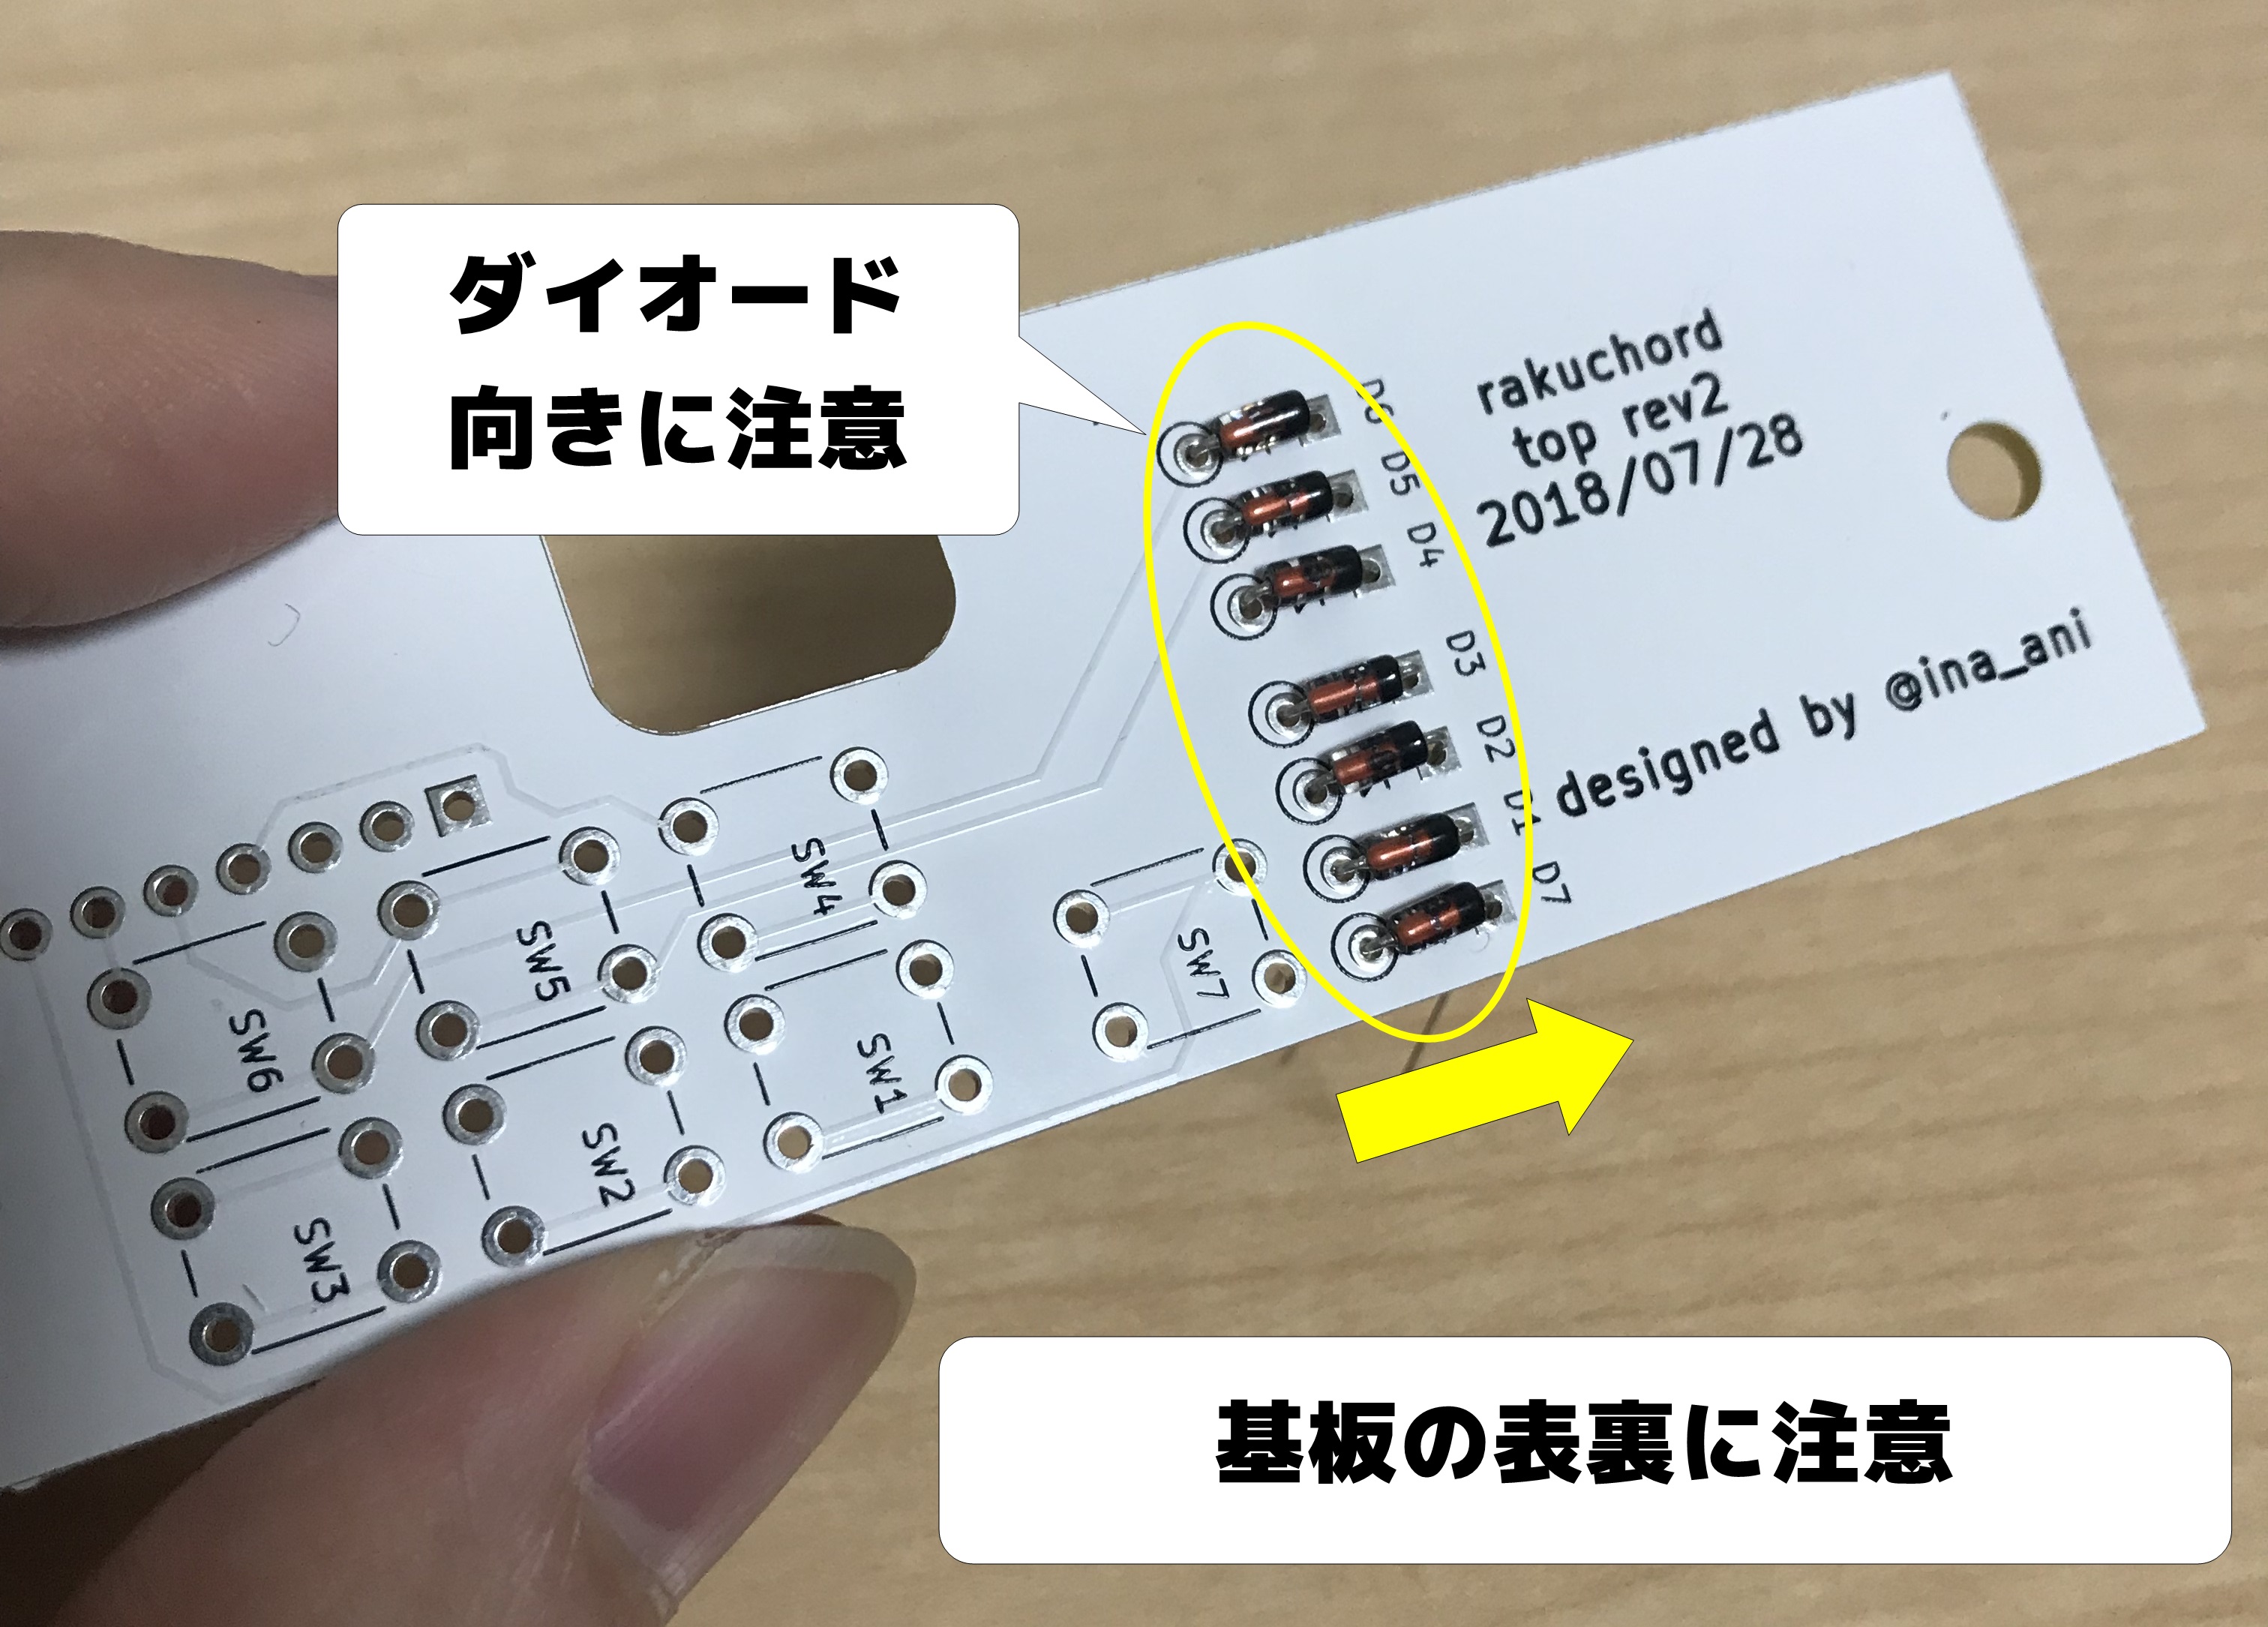 ダイオード
向きに注意
rakuchord
top rev2
2018/07/28
designed by @ina_ani
D6
D5
D4
D3
D2
D1
D7
SW4
SW5
SW6
SW7
SW1
SW2
SW3
基板の表裏に注意